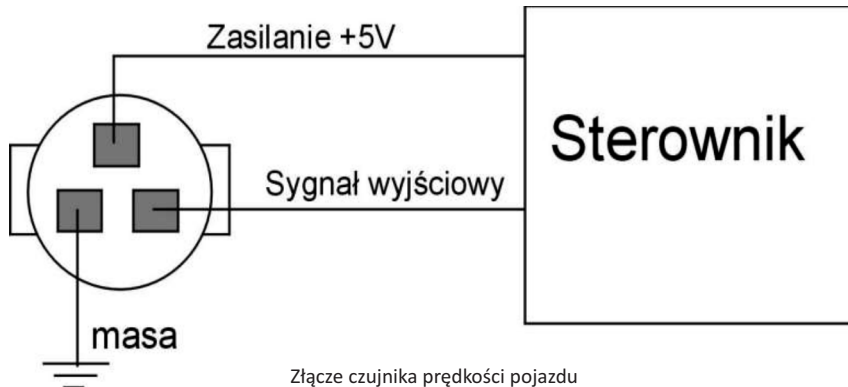 Zasilanie +5V
Sterownik
Sygnał wyjściowy
masa
Złącze czujnika prędkości pojazdu